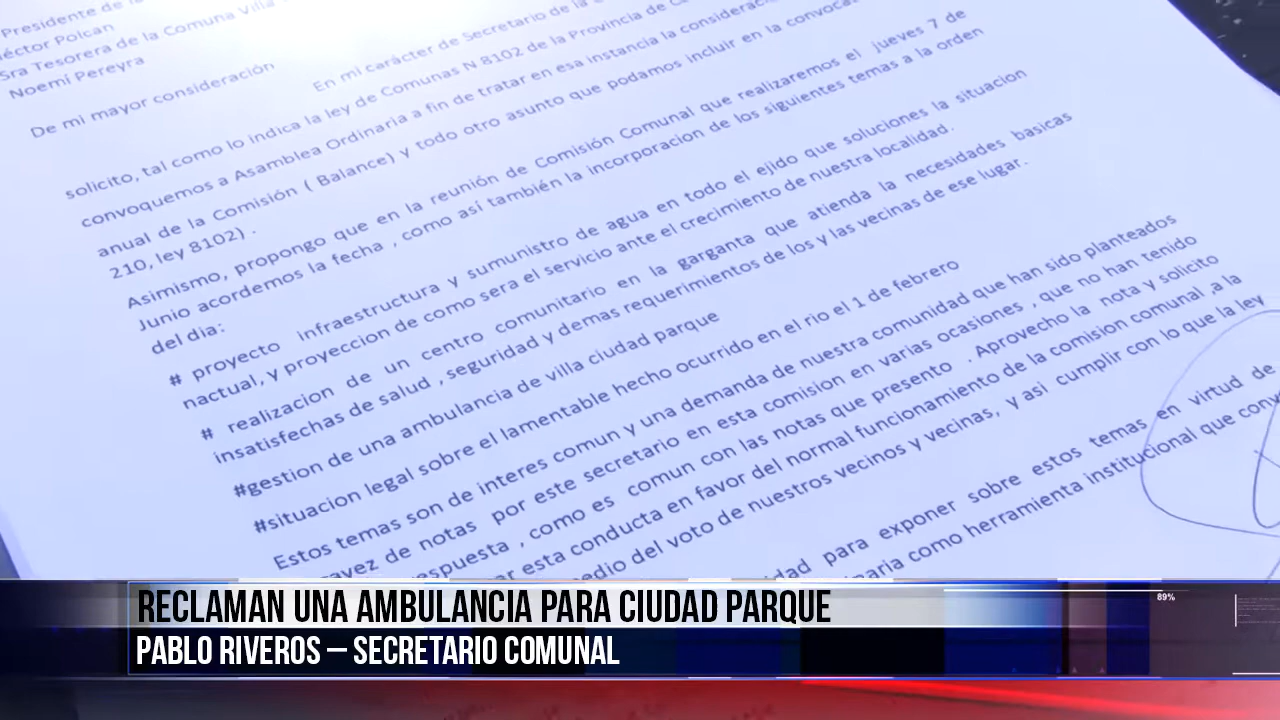 Presidente de la
Héctor Polcan
Sra Tesorera de la Comuna Villa
Noemí Pereyra
De mi mayor consideración
En mi carácter de Secretario de la
solicito, tal como lo indica la ley de Comunas N 8102 de la Provincia de
convoquemos a Asamblea Ordinaria a fin de tratar en esa instancia la consideració
anual de la Comisión ( Balance) y todo otro asunto que podamos incluir en la convoca
210, ley 8102) .
Asimismo, propongo que en la reunión de Comisión Comunal que realizaremos el jueves 7 de
Junio acordemos la fecha , como así también la incorporacion de los siguientes temas a la orden
del dia:
# proyecto infraestructura y sumunistro de agua en todo el ejido que soluciones la situacion
nactual, y proyeccion de como sera el servicio ante el crecimiento de nuestra localidad.
# realizacion de un centro comunitario en la garganta que atienda la necesidades basicas
insatisfechas de salud , seguridad y demas requerimientos de los y las vecinas de ese lugar.
#gestion de una ambulancia de villa ciudad parque
#situacion legal sobre el lamentable hecho ocurrido en el rio el 1 de febrero
Estos temas son de interes comun y una demanda de nuestra comunidad que han sido planteados
ravez de notas por este secretario en esta comision en varias ocasiones , que no han tenido
espuesta , como es comun con las notas que presento . Aprovecho la nota y solicito
ar esta conducta en favor del normal funcionamiento de la comision comunal ,a la
edio del voto de nuestros vecinos y vecinas, y asi cumplir con lo que la ley
idad para exponer sobre estos temas en virtud de
inaria como herramienta institucional que conv
RECLAMAN UNA AMBULANCIA PARA CIUDAD PARQUE
89%
PABLO RIVEROS – SECRETARIO COMUNAL